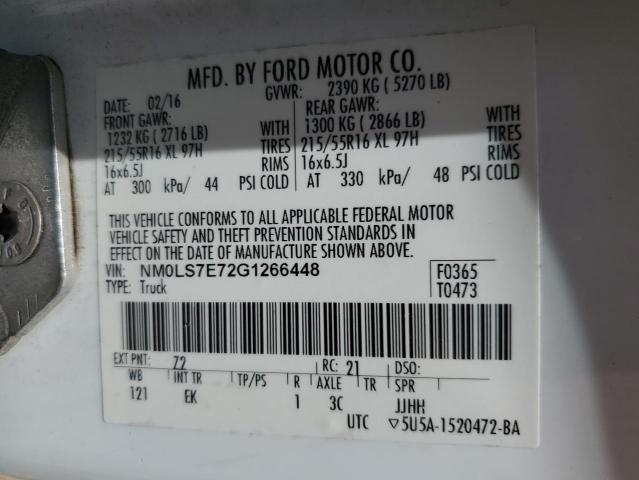 MFD. BY FORD MOTOR CO.
DATE: 02/16 GVWR: 2390 KG ( 5270 LB)
FRONT GAWR: REAR GAWR:
1232 KG ( 2716 LB) WITH 1300 KG ( 2866 LB) WITH
215/55R16 XL 97H TIRES 215/55R16 XL 97H TIRES
16x6.5J RIMS 16x6.5J RIMS
AT 300 kPa/ 44 PSI COLD AT 330 kPa/ 48 PSI COLD
THIS VEHICLE CONFORMS TO ALL APPLICABLE FEDERAL MOTOR
VEHICLE SAFETY AND THEFT PREVENTION STANDARDS IN
EFFECT ON THE DATE OF MANUFACTURE SHOWN ABOVE.
VIN: NM0LS7E72G1266448 F0365
TYPE: Truck T0473
EXT PNT: 72 RC: 21 DSO:
WB INT TR TP/PS R AXLE TR SPR
121 EK 1 3C JJHH
UTC ▽5U5A-1520472-BA